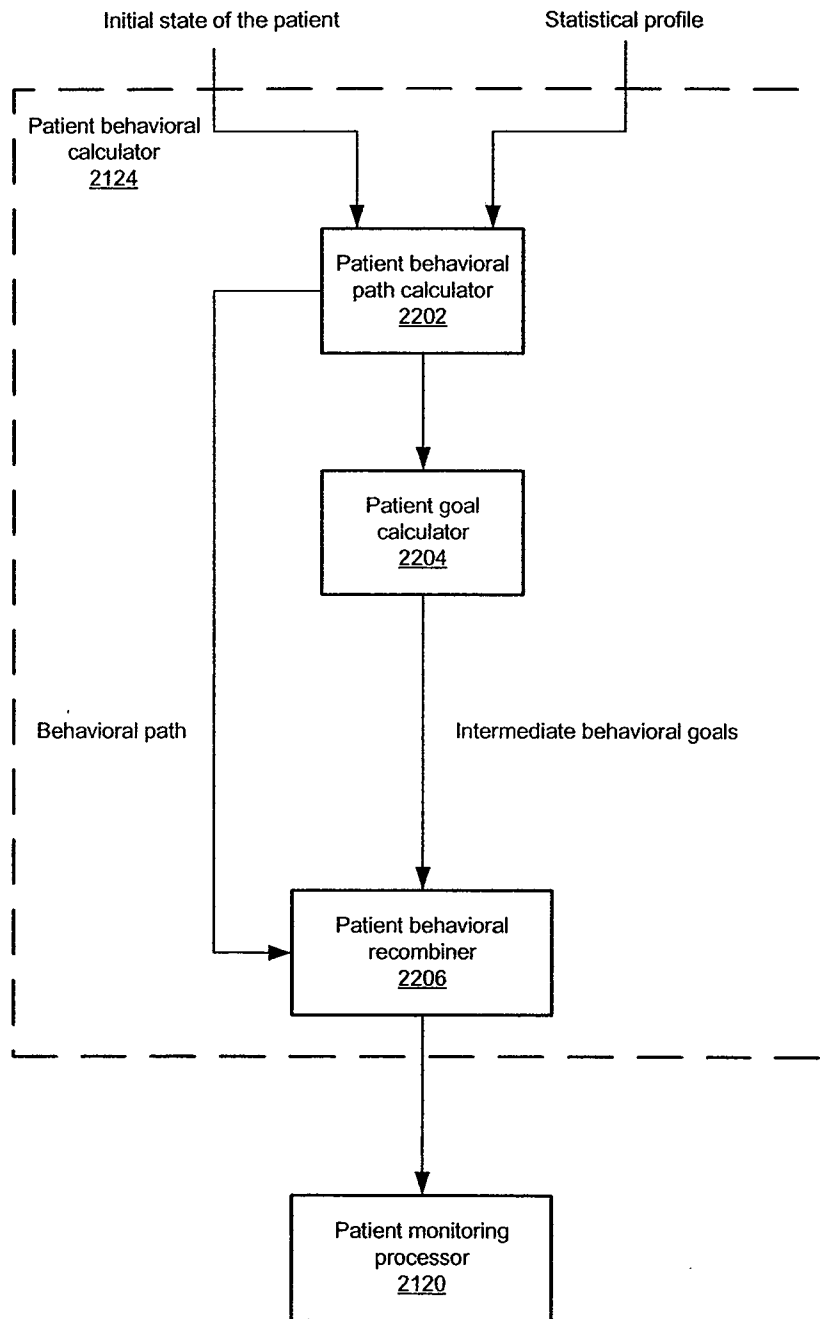 Initial state of the patient
Statistical profile
Patient behavioral
calculator
2124
Patient behavioral
path calculator
2202
Patient goal
calculator
2204
Behavioral path
Intermediate behavioral goals
Patient behavioral
recombiner
2206
Patient monitoring
processor
2120